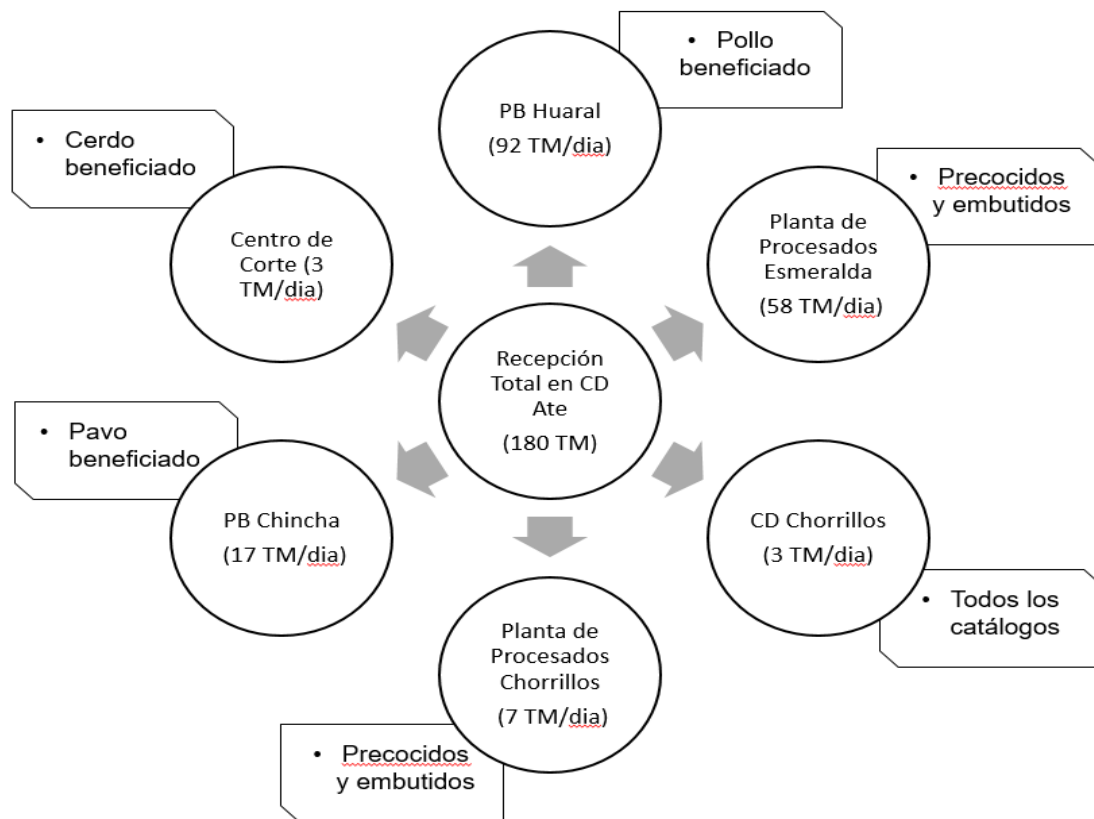 • Pollo
beneficiado
PB Huaral
(92 TM/dia)
• Cerdo
beneficiado
Centro de
Corte (3
TM/dia)
• Precocidos
y embutidos
Planta de
Procesados
Esmeralda
(58 TM/dia)
Recepción
Total en CD
Ate
(180 TM)
• Pavo
beneficiado
PB Chincha
(17 TM/dia)
CD Chorrillos
(3 TM/dia)
• Todos los
catálogos
Planta de
Procesados
Chorrillos
(7 TM/dia)
• Precocidos
y embutidos